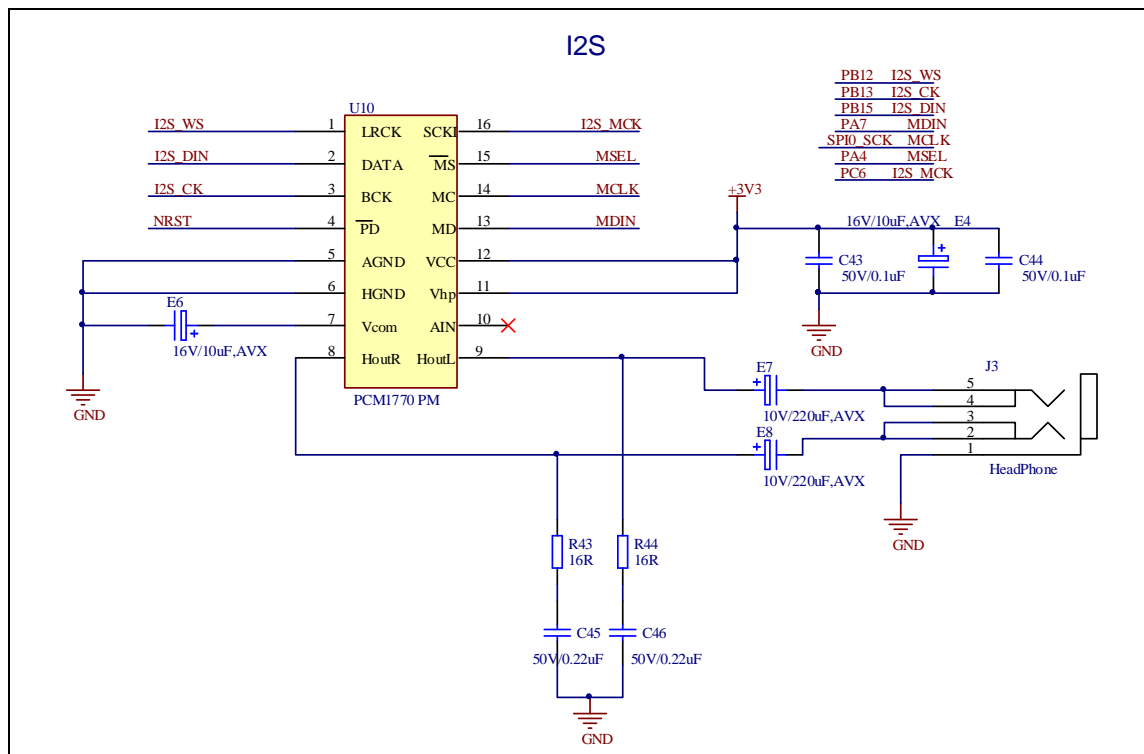 I2S
PB12 I2S_WS
PB13 I2S_CK
PB15 I2S_DIN
PA7 MDIN
SPI0_SCK MCLK
PA4 MSEL
PC6 I2S_MCK
U10
I2S_WS 1 LRCK SCKI 16 I2S_MCK
I2S_DIN 2 DATA MS 15 MSEL
I2S_CK 3 BCK MC 14 MCLK
NRST 4 PD MD 13 MDIN
5 AGND VCC 12
6 HGND Vhp 11
7 Vcom AIN 10
8 HoutR HoutL 9
PCM1770 PM
E6
16V/10uF,AVX
GND
+3V3
16V/10uF,AVX E4
C43
50V/0.1uF
C44
50V/0.1uF
GND
E7
10V/220uF,AVX
E8
10V/220uF,AVX
J3
5
4
3
2
1
HeadPhone
GND
R43
16R
R44
16R
C45
50V/0.22uF
C46
50V/0.22uF
GND